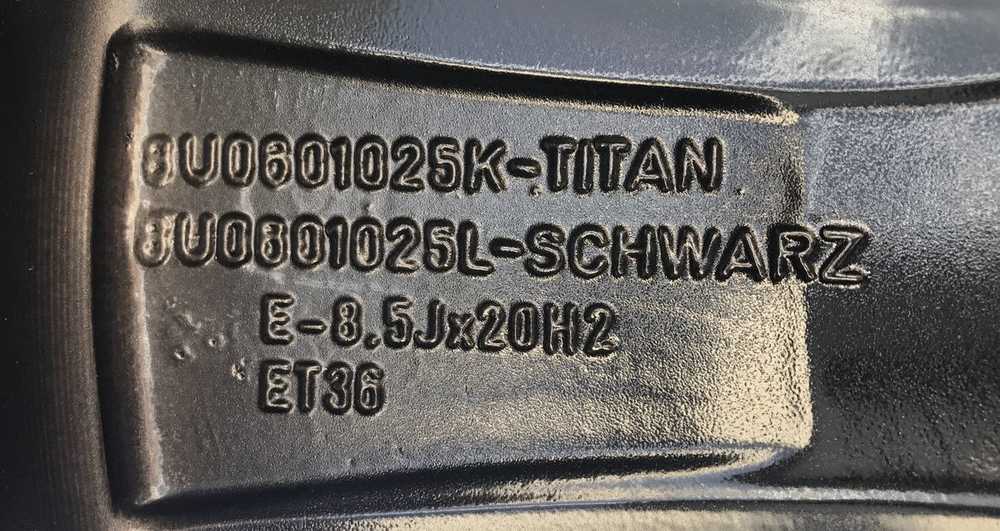 8U0601025K-TITAN
8U0601025L-SCHWARZ
E-8.5Jx20H2
ET36